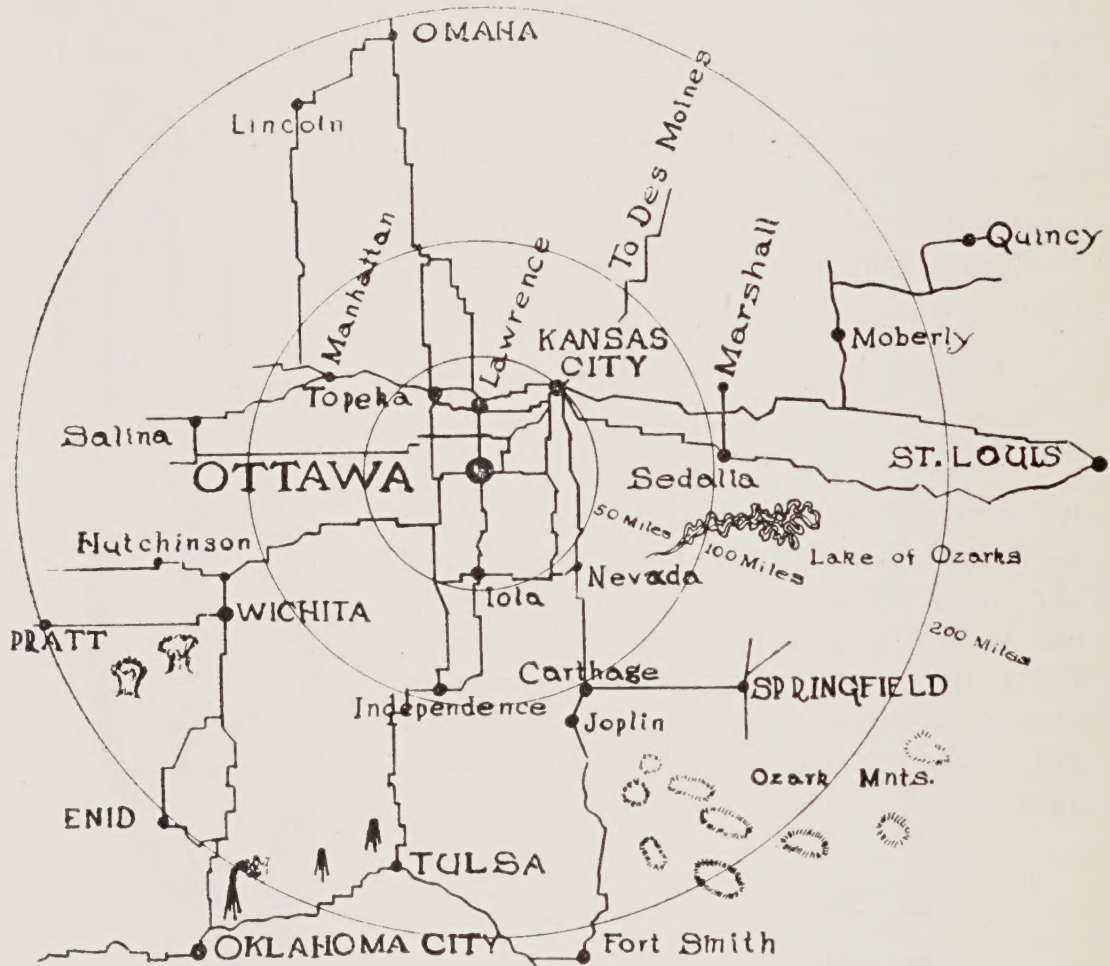 OMAHA
Lincoln
To Des Moines
Manhattan
Lawrence
Marshall
Quincy
Moberly
KANSAS
CITY
Topeka
Salina
OTTAWA
Sedalla
ST. LOUIS
50 Miles
100 Miles
Lake of Ozarks
Hutchinson
Nevada
Iola
WICHITA
PRATT
200 Miles
Carthage
SPRINGFIELD
Independence
Joplin
Ozark Mnts.
ENID
TULSA
OKLAHOMA CITY
Fort Smith